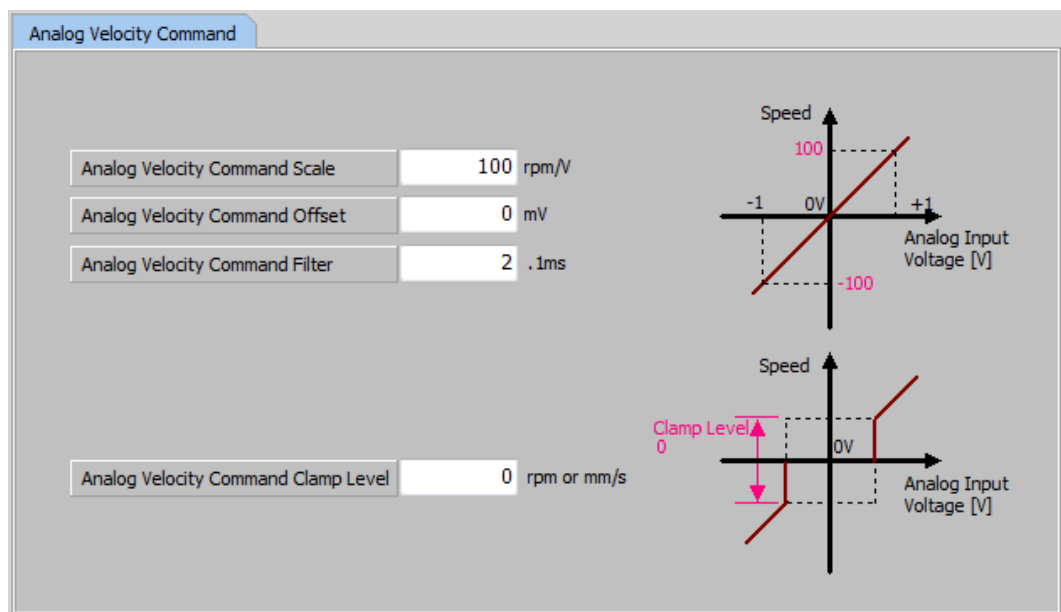 Analog Velocity Command
Analog Velocity Command Scale
100 rpm/V
Analog Velocity Command Offset
0 mV
Analog Velocity Command Filter
2 .1ms
Speed
100
-1
0V
+1
Analog Input
Voltage [V]
-100
Analog Velocity Command Clamp Level
0 rpm or mm/s
Speed
Clamp Level
0
0V
Analog Input
Voltage [V]